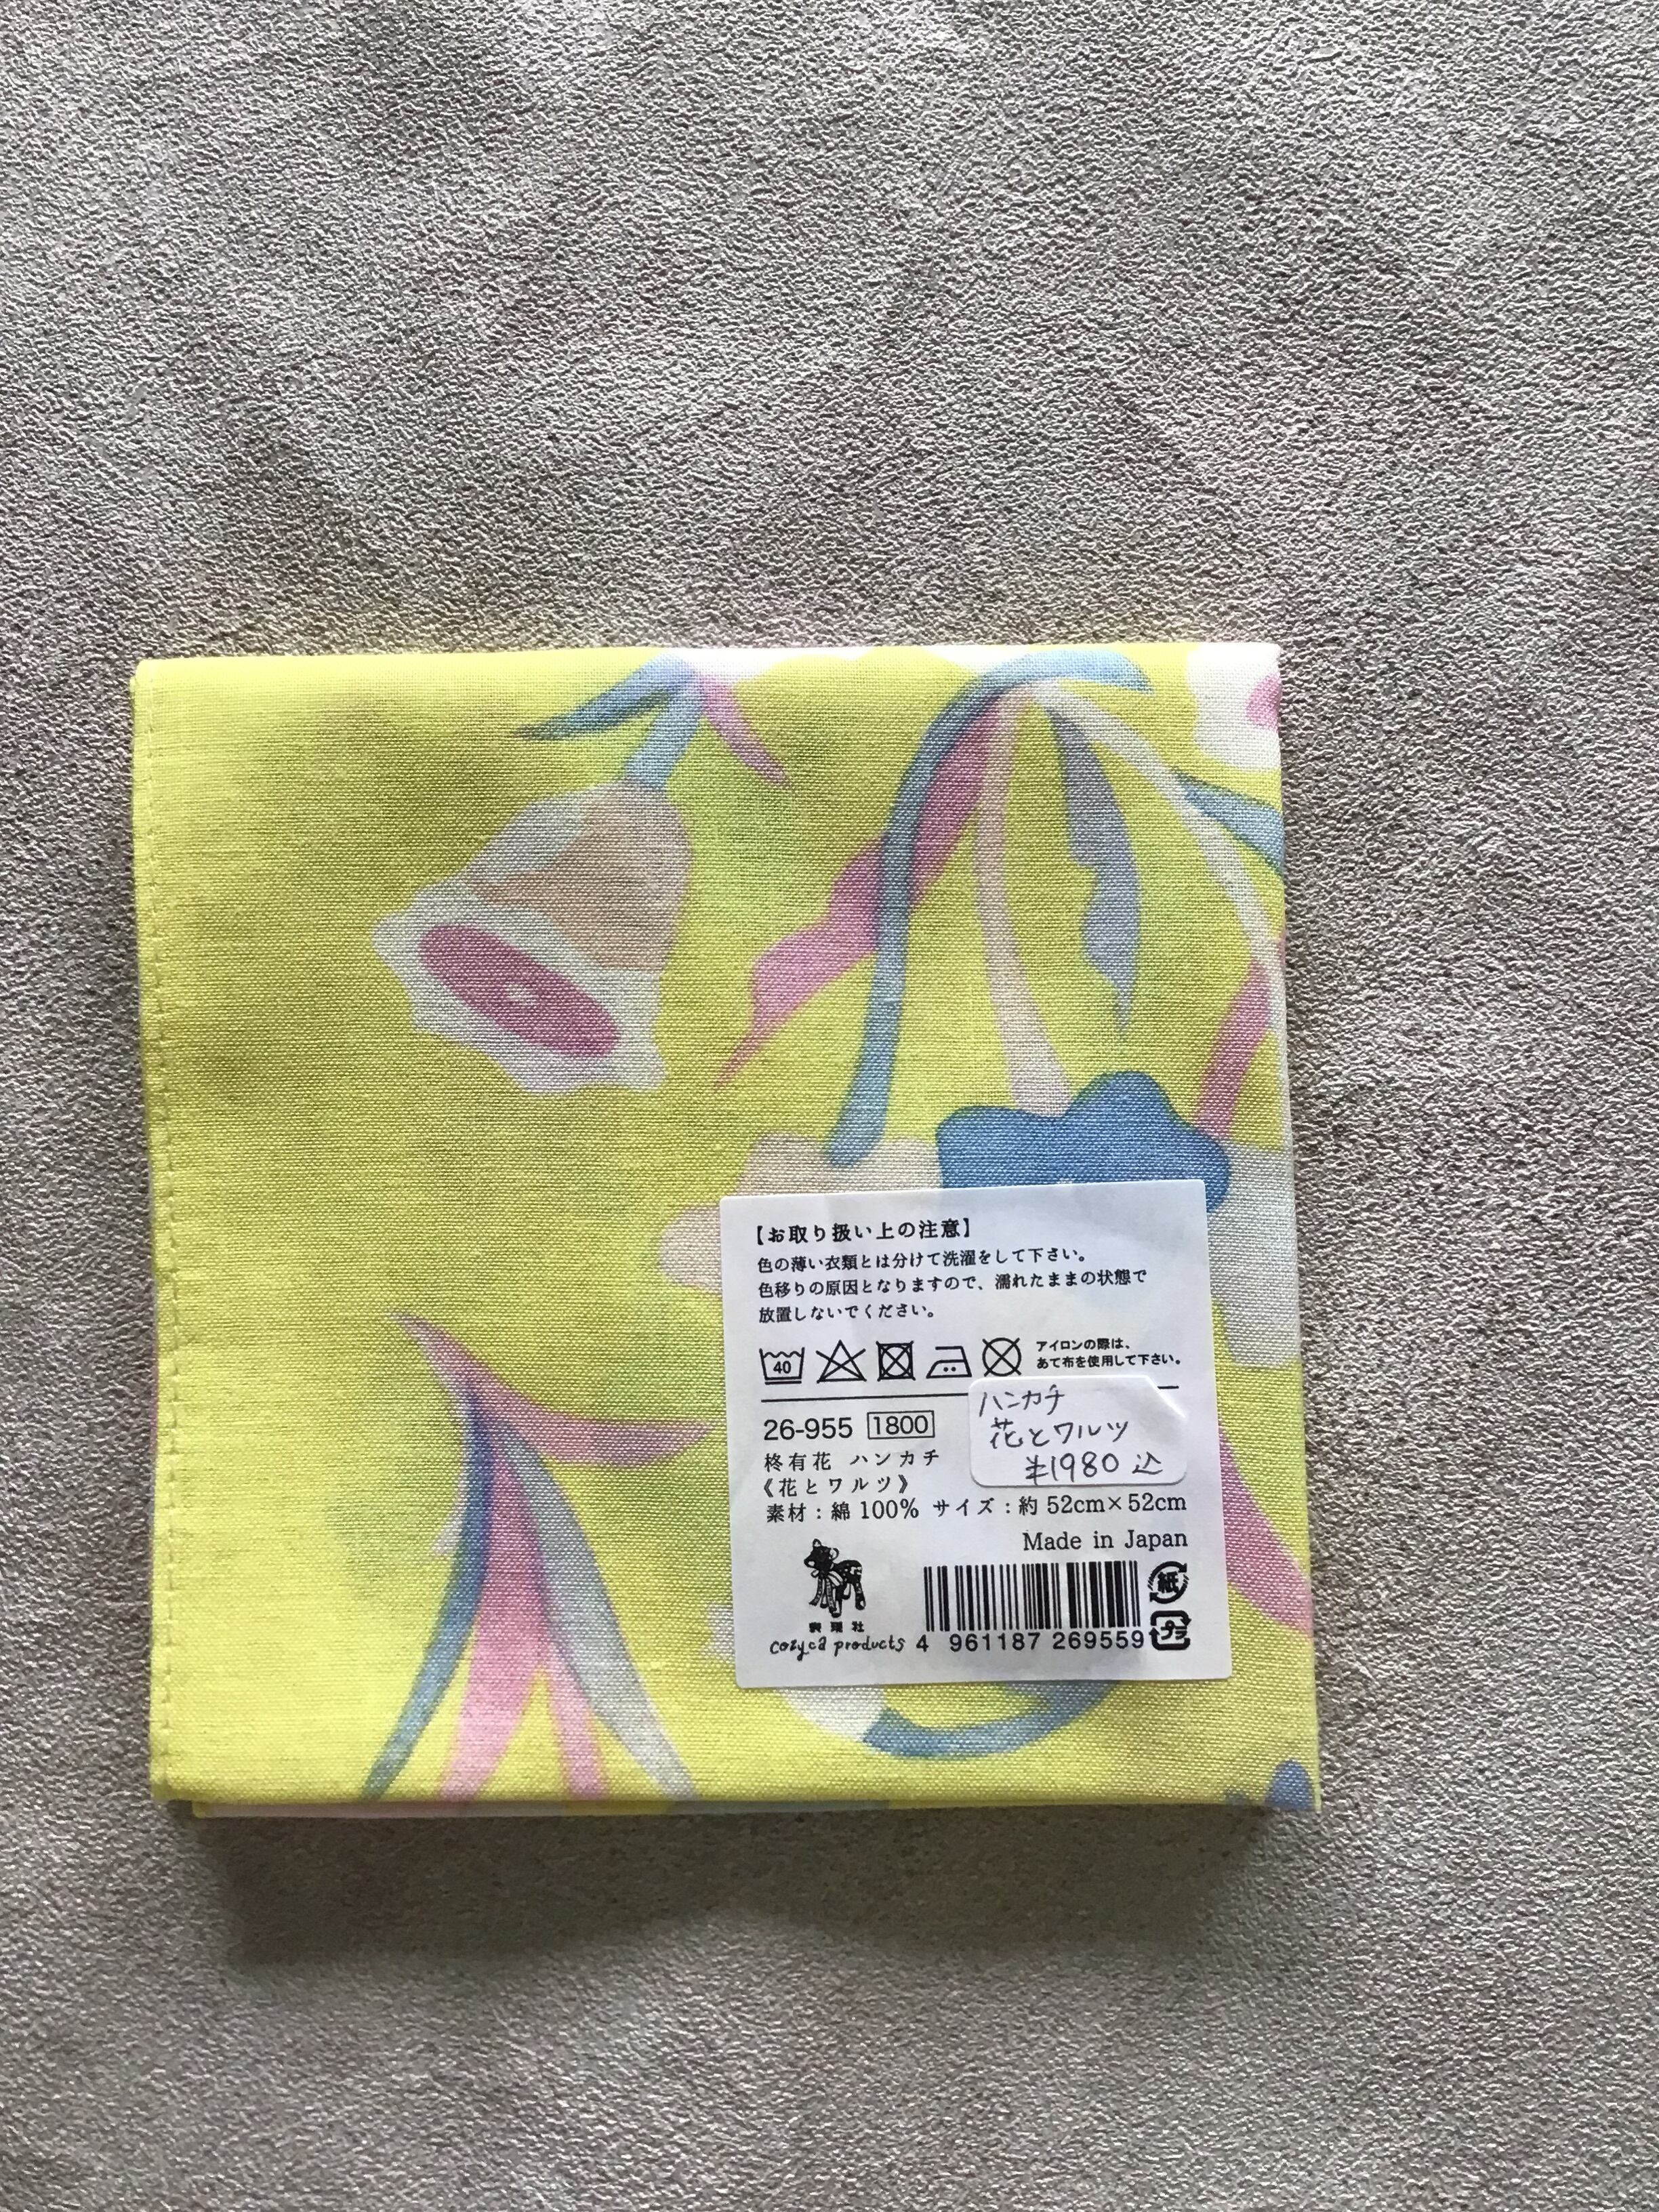 【お取り扱い上の注意】
色の薄い衣類とは分けて洗濯をして下さい。
色移りの原因となりますので、濡れたままの状態で
放置しないでください。
40
アイロンの際は、
あて布を使用して下さい。
26-955 1800
柊有花 ハンカチ
《花とワルツ》
素材：綿100% サイズ：約 52cm×52cm
Made in Japan
ハンカチ
花とワルツ
¥1980 込
表現社
cozyca products
4 961187 269559
紙
プラ